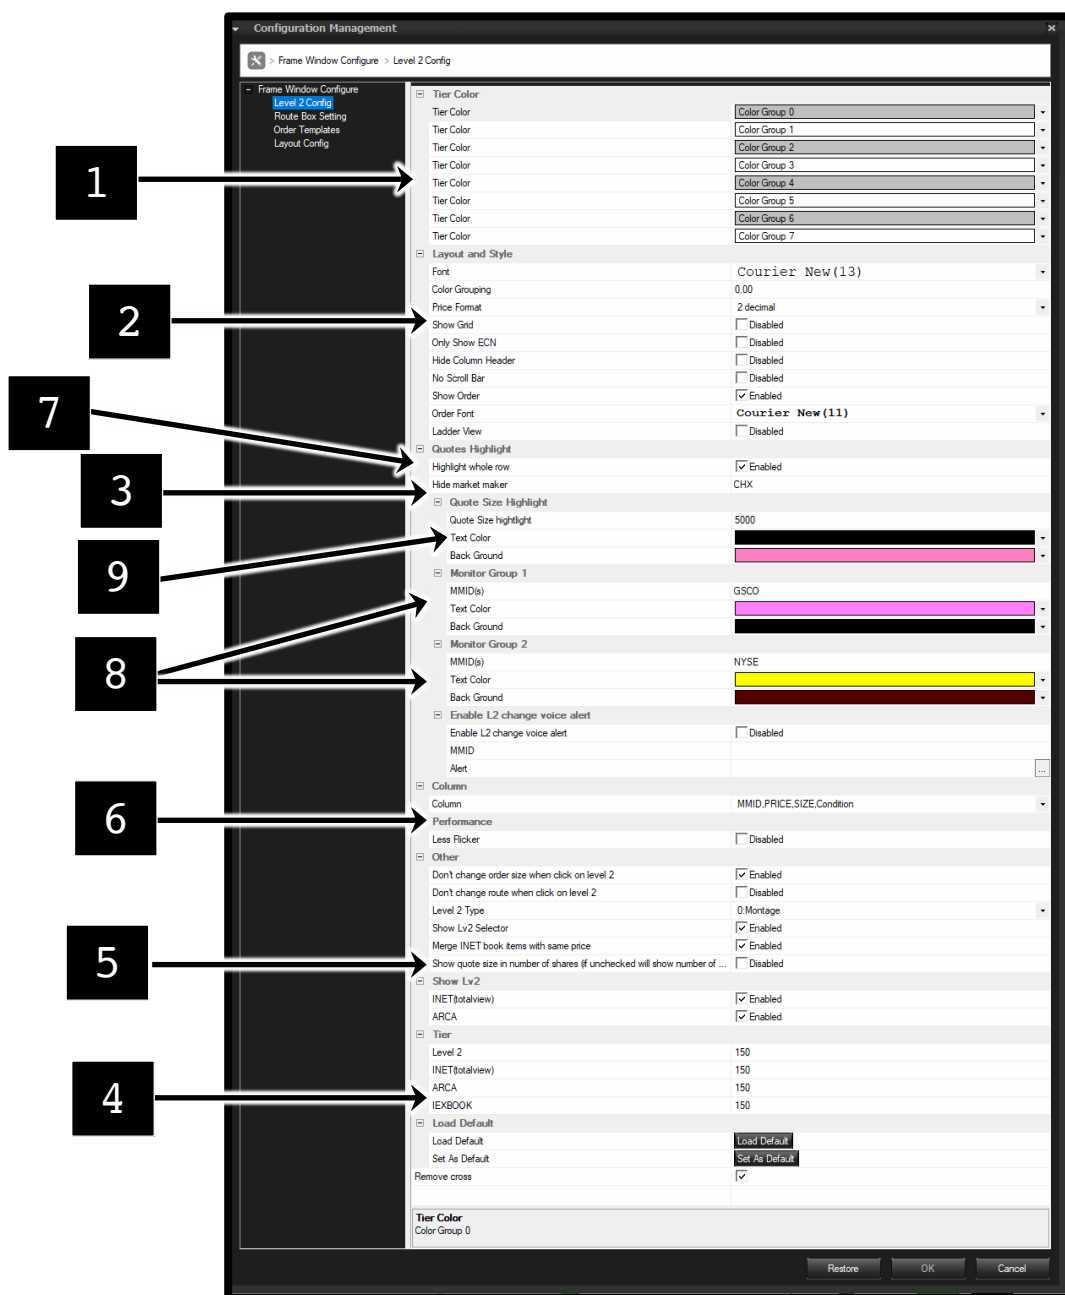 Configuration Management
> Frame Window Configure > Level 2 Config
Frame Window Configure
Level 2 Config
Route Box Setting
Order Templates
Layout Config
Tier Color
Tier Color Color Group 0
Tier Color Color Group 1
Tier Color Color Group 2
Tier Color Color Group 3
1
Tier Color Color Group 4
Tier Color Color Group 5
Tier Color Color Group 6
Tier Color Color Group 7
Layout and Style
Font Courier New(13)
Color Grouping 0.00
Price Format 2 decimal
2
Show Grid Disabled
Only Show ECN Disabled
Hide Column Header Disabled
No Scroll Bar Disabled
Show Order Enabled
7
Order Font Courier New(11)
Ladder View Disabled
Quotes Highlight
Highlight whole row Enabled
Hide market maker CHX
3
Quote Size Highlight
Quote Size hightlight 5000
Text Color
Back Ground
9
Monitor Group 1
MMID(s) GSCO
Text Color
Back Ground
Monitor Group 2
MMID(s) NYSE
8
Text Color
Back Ground
Enable L2 change voice alert
Enable L2 change voice alert Disabled
MMID
Alert ...
Column
Column MMID,PRICE,SIZE,Condition
6
Performance
Less Flicker Disabled
Other
Don't change order size when click on level 2 Enabled
Don't change route when click on level 2 Disabled
Level 2 Type 0:Montage
Show Lv2 Selector Enabled
Merge INET book items with same price Enabled
5
Show quote size in number of shares (if unchecked will show number of ... Disabled
Show Lv2
INET(totalview) Enabled
ARCA Enabled
Tier
Level 2 150
INET(totalview) 150
ARCA 150
4
IEXBOOK 150
Load Default
Load Default Load Default
Set As Default Set As Default
Remove cross
Tier Color
Color Group 0
Restore OK Cancel